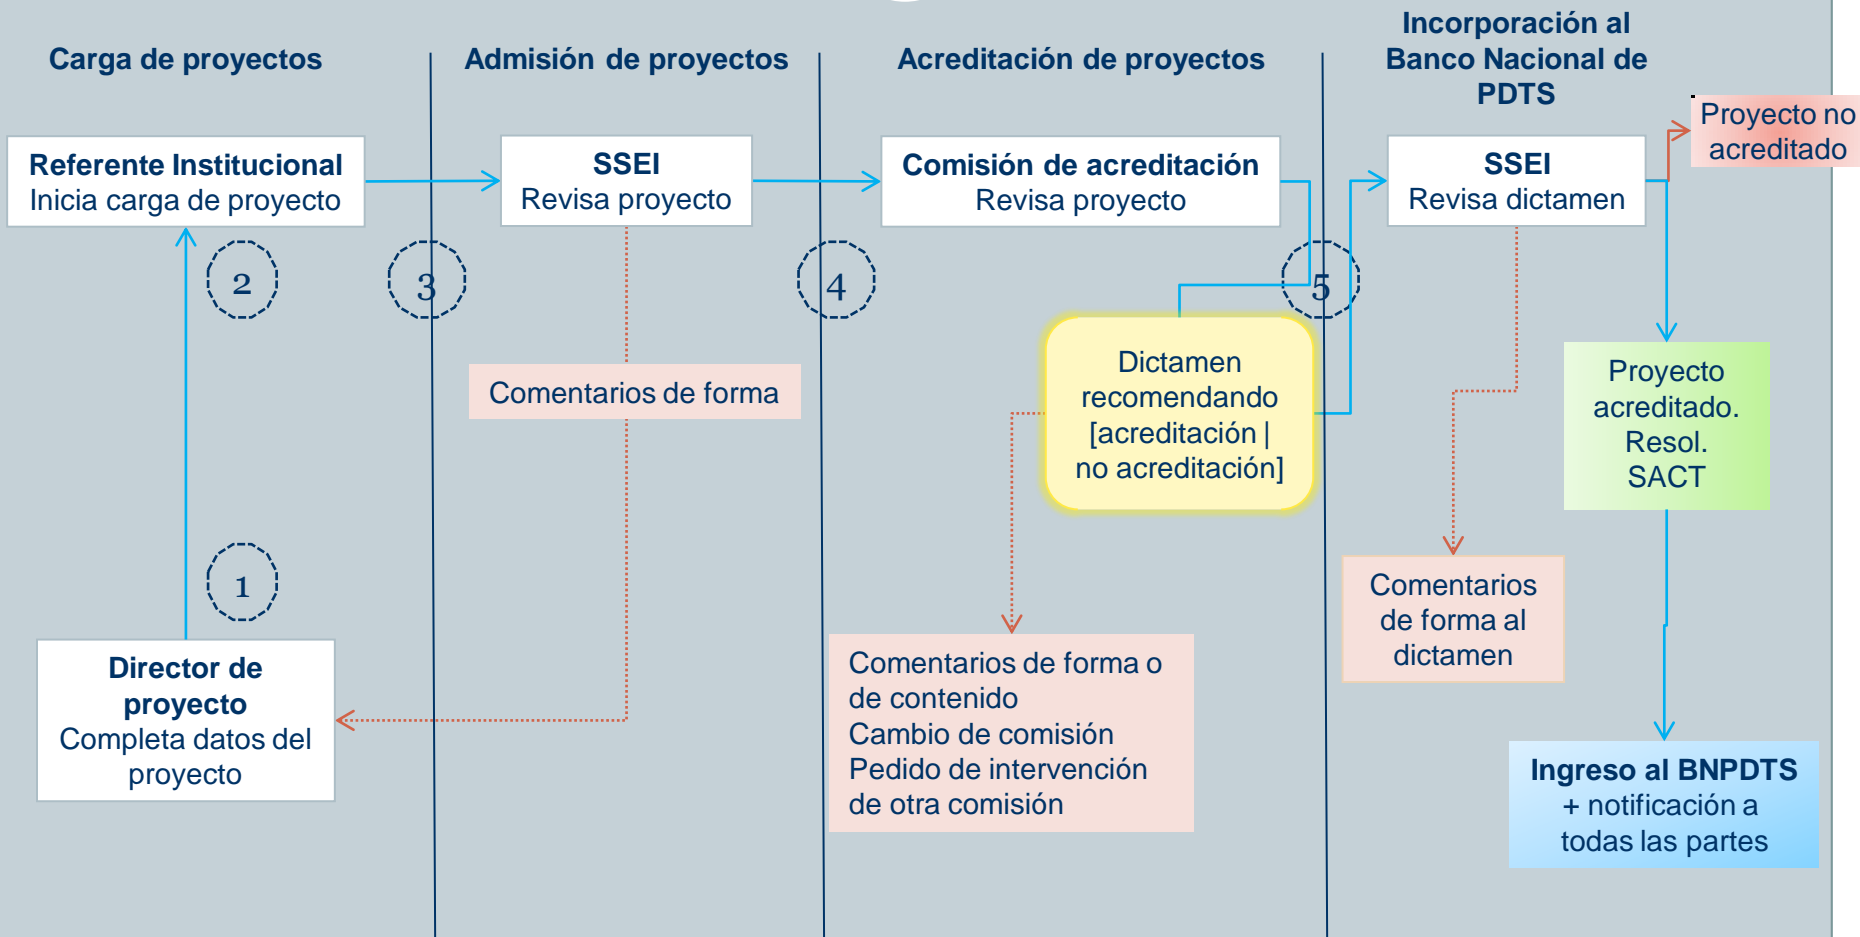 Carga de proyectos
Admisión de proyectos
Acreditación de proyectos
Incorporación al
Banco Nacional de
PDTS
Referente Institucional
Inicia carga de proyecto
SSEI
Revisa proyecto
Comisión de acreditación
Revisa proyecto
SSEI
Revisa dictamen
Proyecto no
acreditado
2
3
4
5
Comentarios de forma
Dictamen
recomendando
[acreditación |
no acreditación]
Proyecto
acreditado.
Resol.
SACT
1
Director de
proyecto
Completa datos del
proyecto
Comentarios de forma o
de contenido
Cambio de comisión
Pedido de intervención
de otra comisión
Comentarios
de forma al
dictamen
Ingreso al BNPDTS
+ notificación a
todas las partes